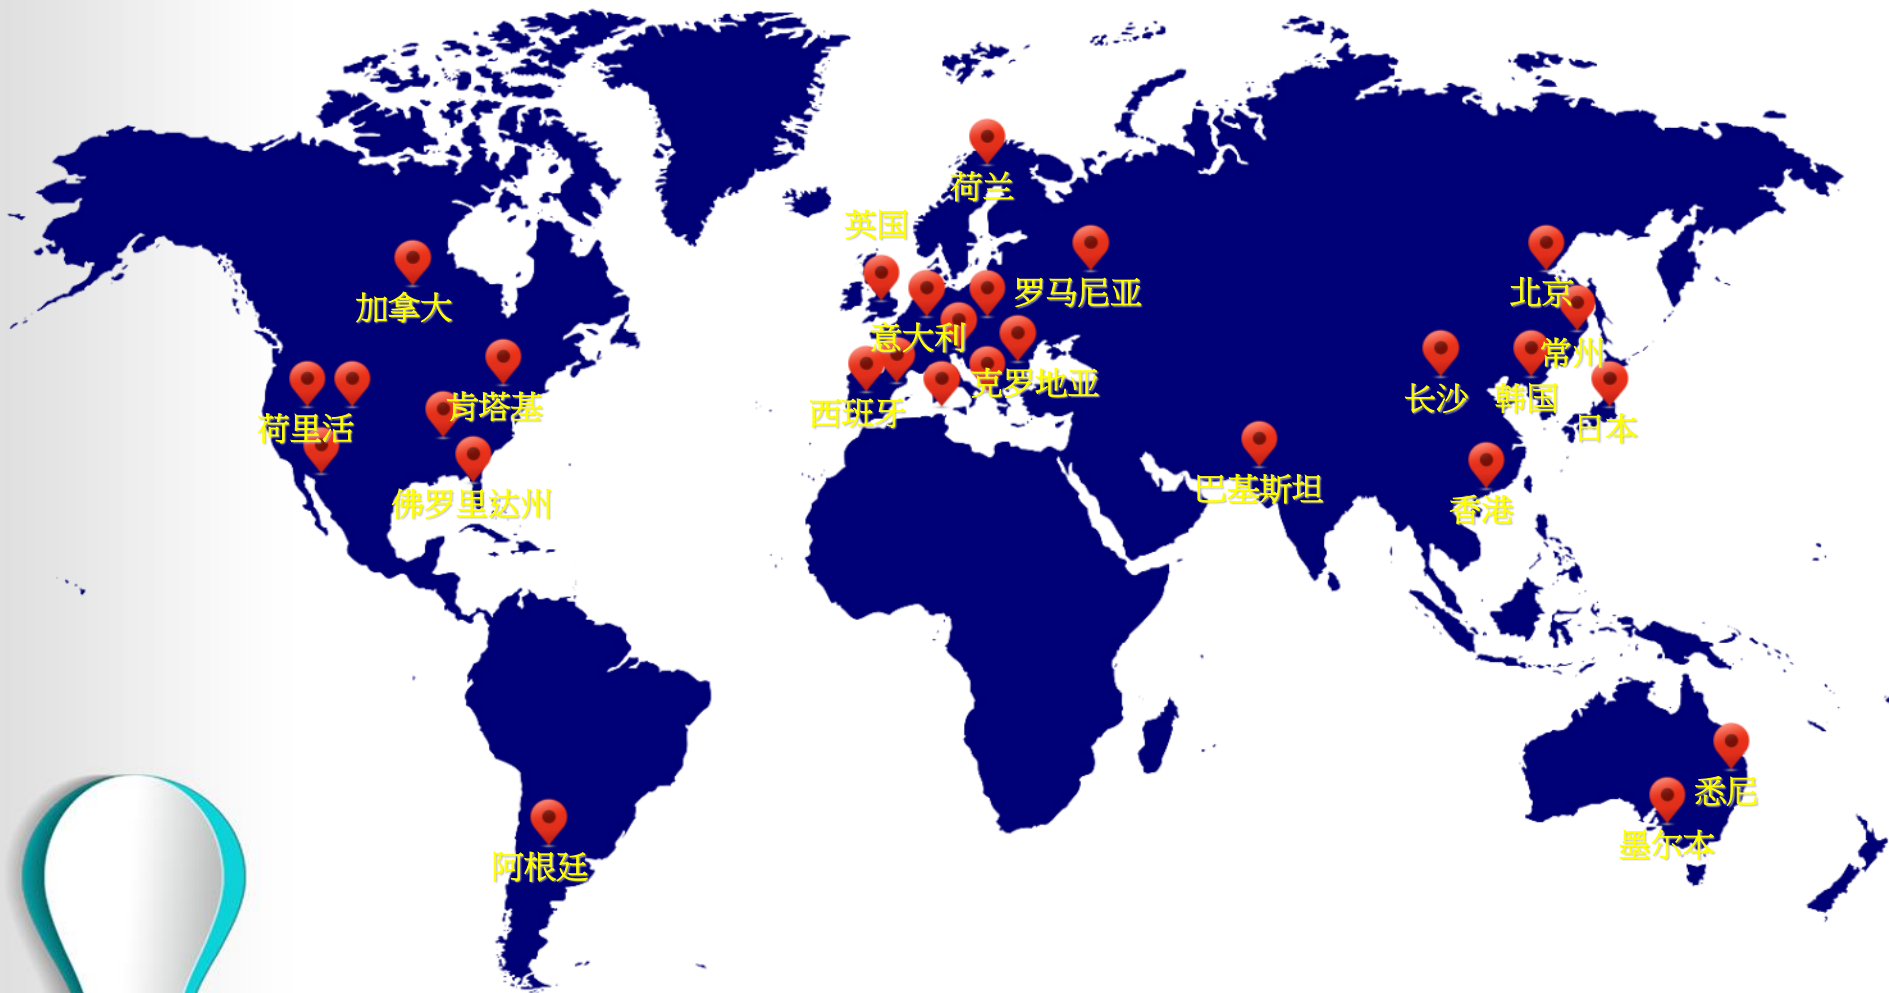 荷兰
英国
罗马尼亚
北京
加拿大
意大利
常州
克罗地亚
长沙
韩国
肯塔基
西班牙
荷里活
日本
巴基斯坦
佛罗里达州
香港
悉尼
墨尔本
阿根廷